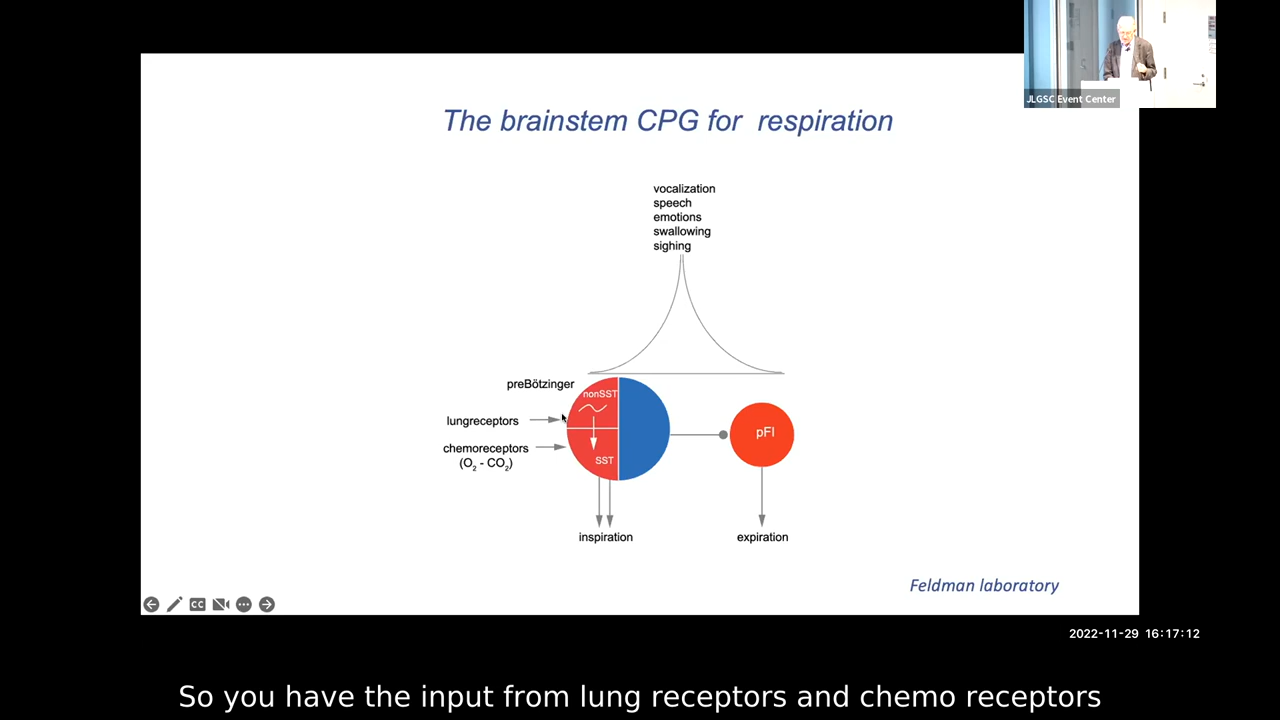 JLGSC Event Center
The brainstem CPG for respiration
vocalization
speech
emotions
swallowing
sighing
preBötzinger
nonSST
lungreceptors
chemoreceptors
(O₂ - CO₂)
SST
pFl
inspiration
expiration
Feldman laboratory
CC
2022-11-29 16:17:12
So you have the input from lung receptors and chemo receptors